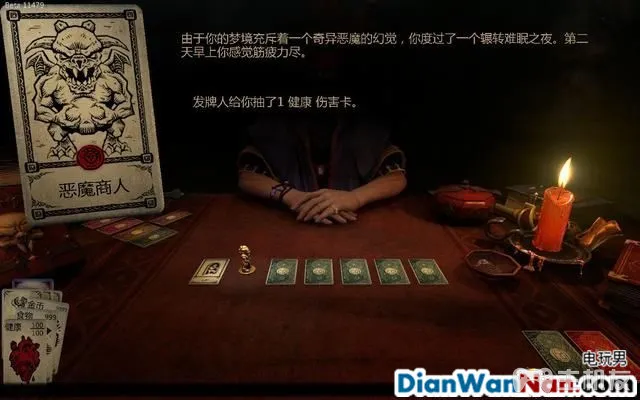 Beta 11479
由于你的梦境充斥着一个奇异恶魔的幻觉，你度过了一个辗转难眠之夜。第二
天早上你感觉筋疲力尽。
发牌人给你抽了1 健康 伤害卡。
恶魔商人
金币
食物 999
健康 100
100
电玩男
DianWanNan.com